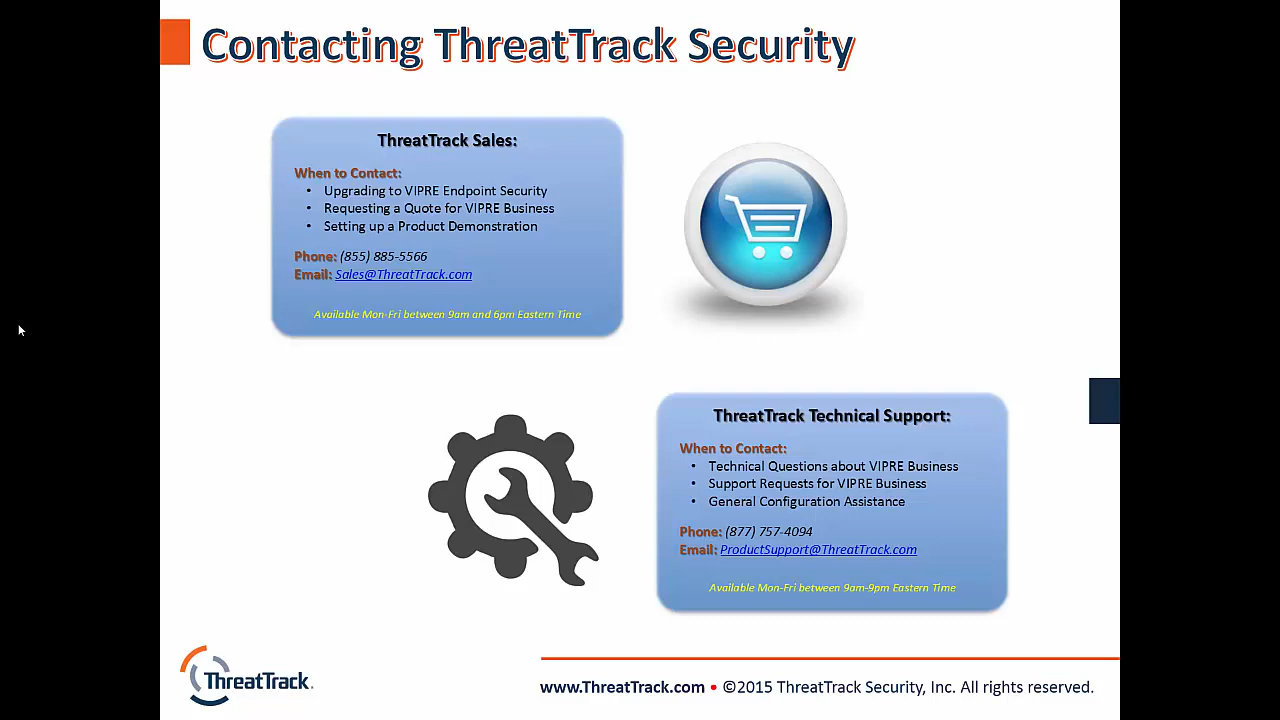 Contacting ThreatTrack Security
ThreatTrack Sales:
When to Contact:
• Upgrading to VIPRE Endpoint Security
• Requesting a Quote for VIPRE Business
• Setting up a Product Demonstration
Phone: (855) 885-5566
Email: Sales@ThreatTrack.com
Available Mon-Fri between 9am and 6pm Eastern Time
ThreatTrack Technical Support:
When to Contact:
• Technical Questions about VIPRE Business
• Support Requests for VIPRE Business
• General Configuration Assistance
Phone: (877) 757-4094
Email: ProductSupport@ThreatTrack.com
Available Mon-Fri between 9am-9pm Eastern Time
ThreatTrack.
www.ThreatTrack.com • ©2015 ThreatTrack Security, Inc. All rights reserved.